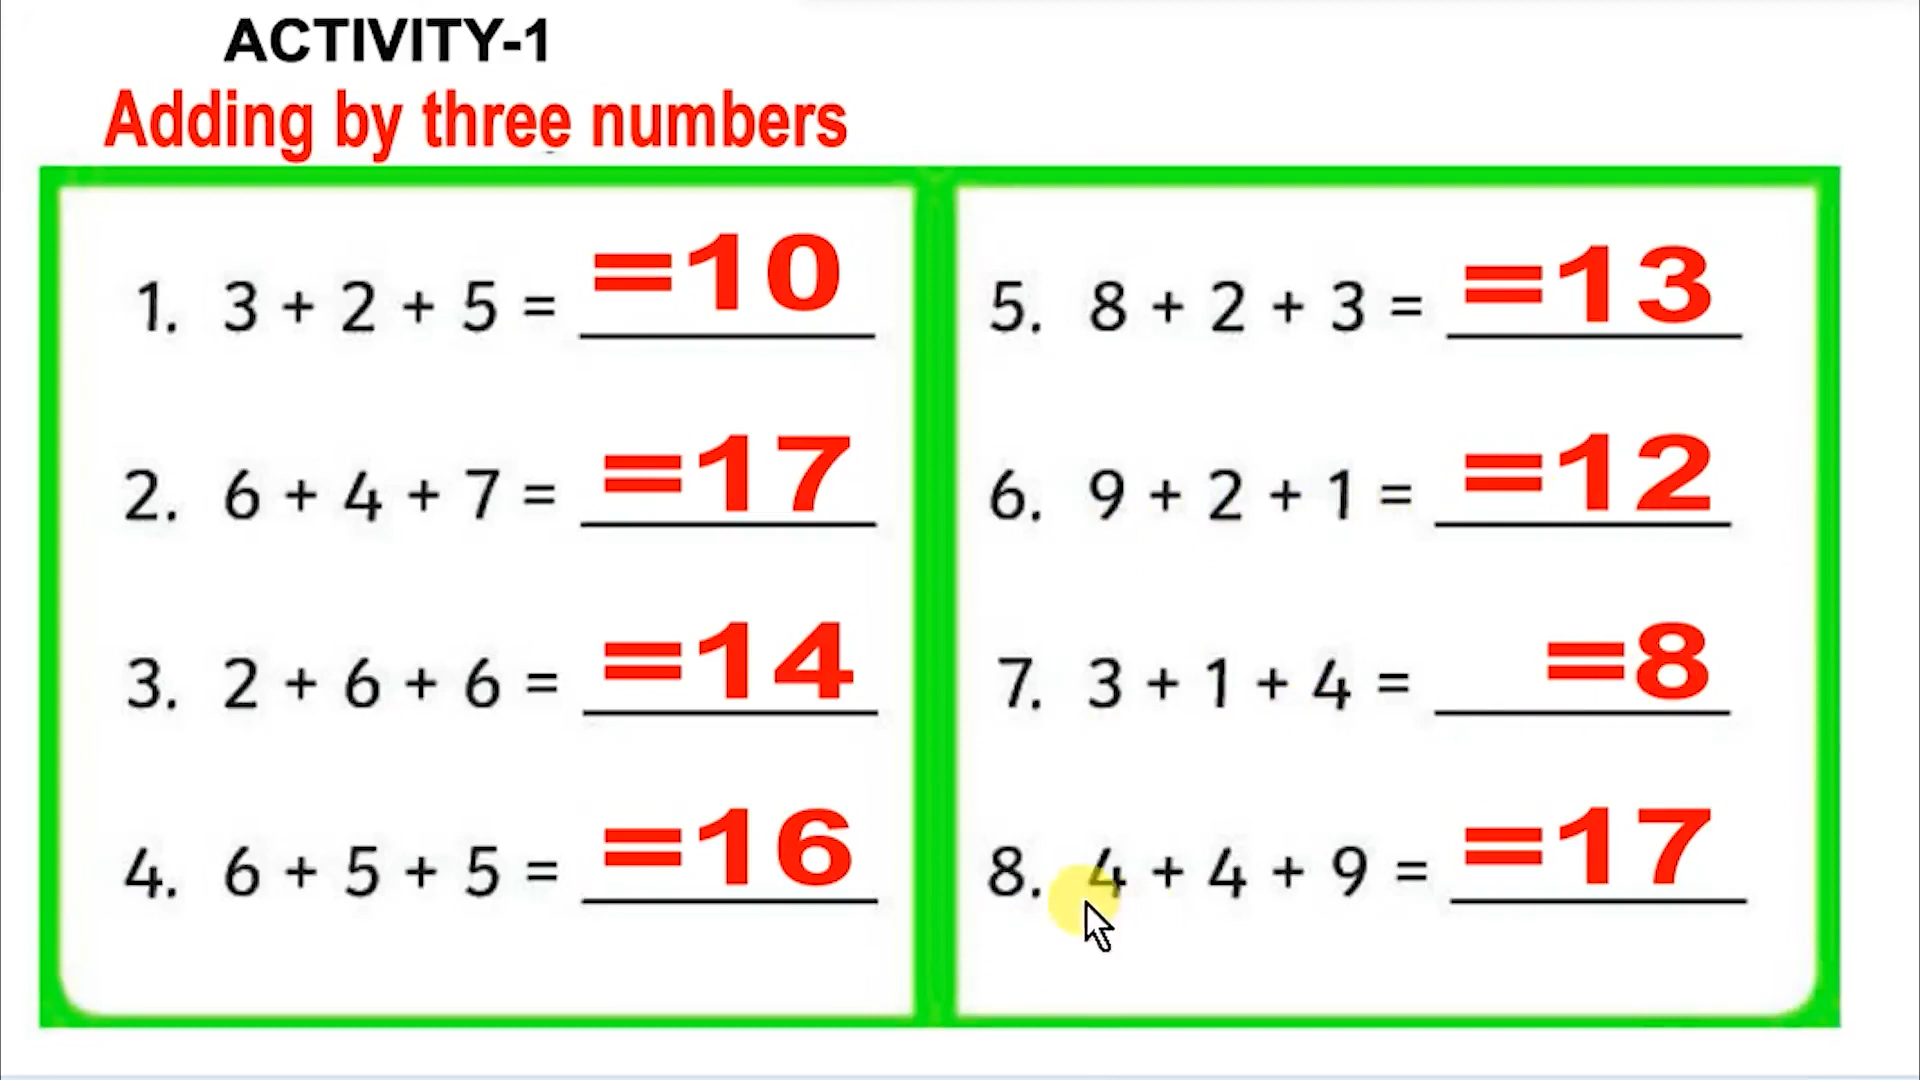 ACTIVITY-1
Adding by three numbers
1. 3 + 2 + 5 = =10
2. 6 + 4 + 7 = =17
3. 2 + 6 + 6 = =14
4. 6 + 5 + 5 = =16
5. 8 + 2 + 3 = =13
6. 9 + 2 + 1 = =12
7. 3 + 1 + 4 = =8
8. 4 + 4 + 9 = =17